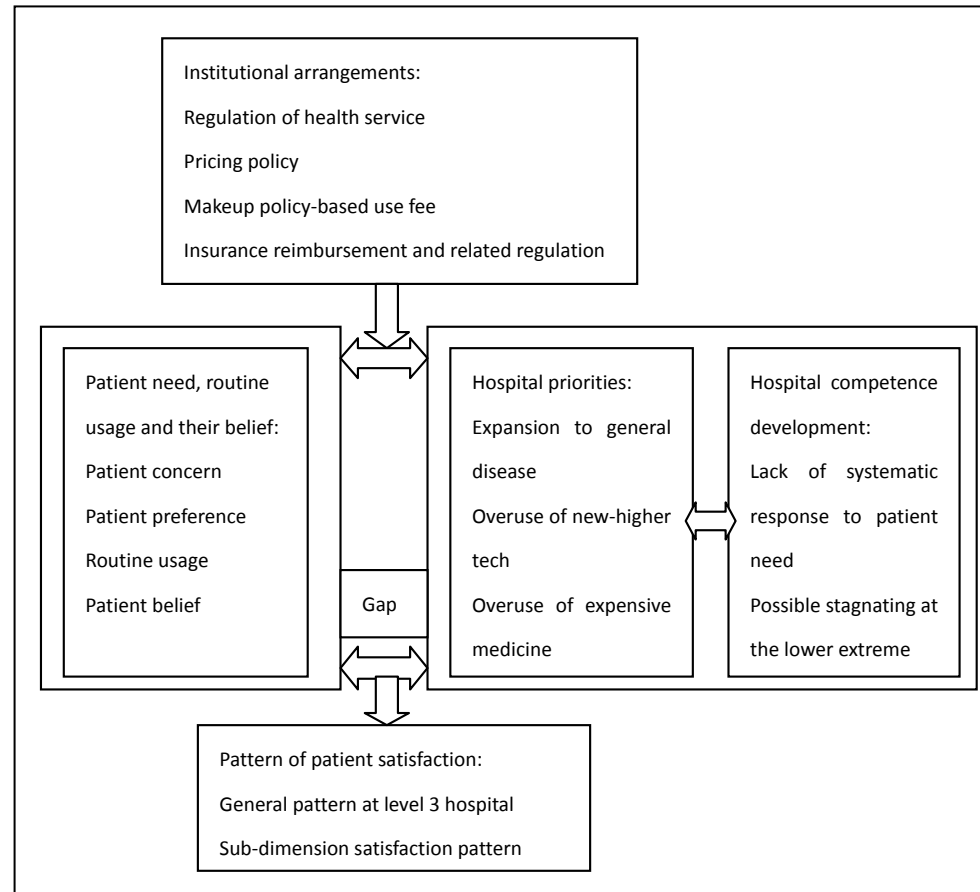 Institutional arrangements:
Regulation of health service
Pricing policy
Makeup policy-based use fee
Insurance reimbursement and related regulation
Patient need, routine
usage and their belief:
Patient concern
Patient preference
Routine usage
Patient belief
Gap
Hospital priorities:
Expansion to general
disease
Overuse of new-higher
tech
Overuse of expensive
medicine
Hospital competence
development:
Lack of systematic
response to patient
need
Possible stagnating at
the lower extreme
Pattern of patient satisfaction:
General pattern at level 3 hospital
Sub-dimension satisfaction pattern